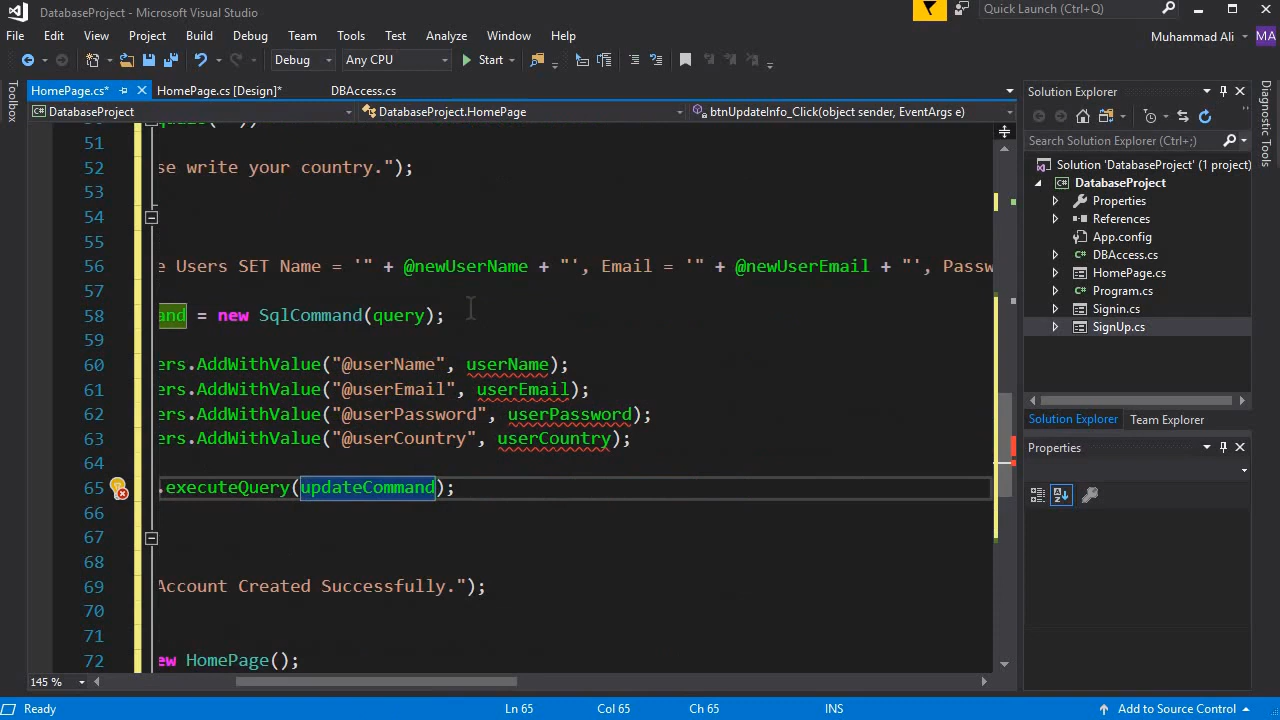 DatabaseProject - Microsoft Visual Studio
Quick Launch (Ctrl+Q)
File Edit View Project Build Debug Team Tools Test Analyze Window Help
Muhammad Ali MA
Debug Any CPU Start
Toolbox
HomePage.cs* HomePage.cs [Design]* DBAccess.cs
DatabaseProject DatabaseProject.HomePage btnUpdateInfo_Click(object sender, EventArgs e)
51
52 se write your country.");
53
54
55
56 e Users SET Name = '" + @newUserName + "', Email = '" + @newUserEmail + "', Passw
57
58 and = new SqlCommand(query);
59
60 ers.AddWithValue("@userName", userName);
61 ers.AddWithValue("@userEmail", userEmail);
62 ers.AddWithValue("@userPassword", userPassword);
63 ers.AddWithValue("@userCountry", userCountry);
64
65 .executeQuery(updateCommand);
66
67
68
69 Account Created Successfully.");
70
71
72 ew HomePage();
145 %
Solution Explorer
Search Solution Explorer (Ctrl+;)
Solution 'DatabaseProject' (1 project)
DatabaseProject
Properties
References
App.config
DBAccess.cs
HomePage.cs
Program.cs
Signin.cs
SignUp.cs
Solution Explorer Team Explorer
Properties
Diagnostic Tools
Ready Ln 65 Col 65 Ch 65 INS Add to Source Control